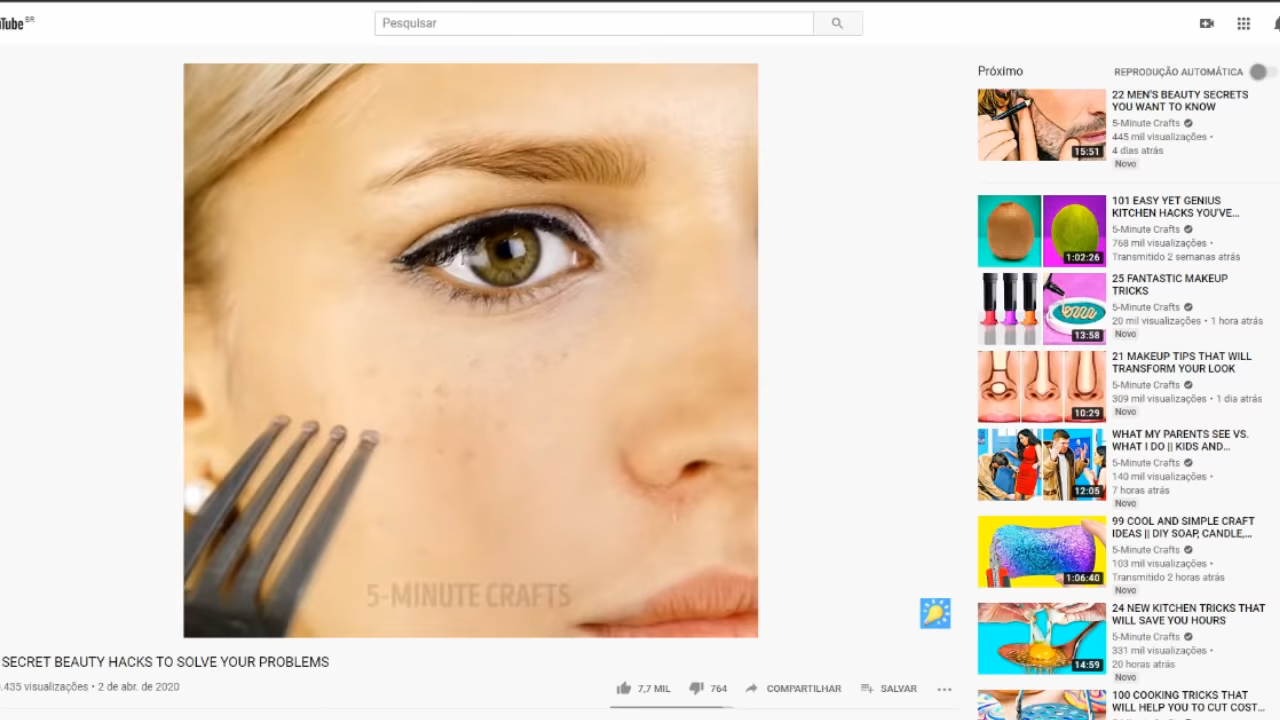 Tube BR
Pesquisar
5-MINUTE CRAFTS
SECRET BEAUTY HACKS TO SOLVE YOUR PROBLEMS
.435 visualizações • 2 de abr. de 2020
7,7 MIL
764
COMPARTILHAR
SALVAR
Próximo
REPRODUÇÃO AUTOMÁTICA
22 MEN'S BEAUTY SECRETS
YOU WANT TO KNOW
5-Minute Crafts
445 mil visualizações •
4 dias atrás
Novo
15:51
101 EASY YET GENIUS
KITCHEN HACKS YOU'VE...
5-Minute Crafts
768 mil visualizações •
Transmitido 2 semanas atrás
1:02:26
25 FANTASTIC MAKEUP
TRICKS
5-Minute Crafts
20 mil visualizações • 1 hora atrás
Novo
13:58
21 MAKEUP TIPS THAT WILL
TRANSFORM YOUR LOOK
5-Minute Crafts
309 mil visualizações • 1 dia atrás
Novo
10:29
WHAT MY PARENTS SEE VS.
WHAT I DO || KIDS AND...
5-Minute Crafts
140 mil visualizações •
7 horas atrás
Novo
12:05
99 COOL AND SIMPLE CRAFT
IDEAS || DIY SOAP, CANDLE,...
5-Minute Crafts
103 mil visualizações •
Transmitido 2 horas atrás
Novo
1:06:40
24 NEW KITCHEN TRICKS THAT
WILL SAVE YOU HOURS
5-Minute Crafts
331 mil visualizações •
20 horas atrás
Novo
14:59
100 COOKING TRICKS THAT
WILL HELP YOU TO CUT COST...